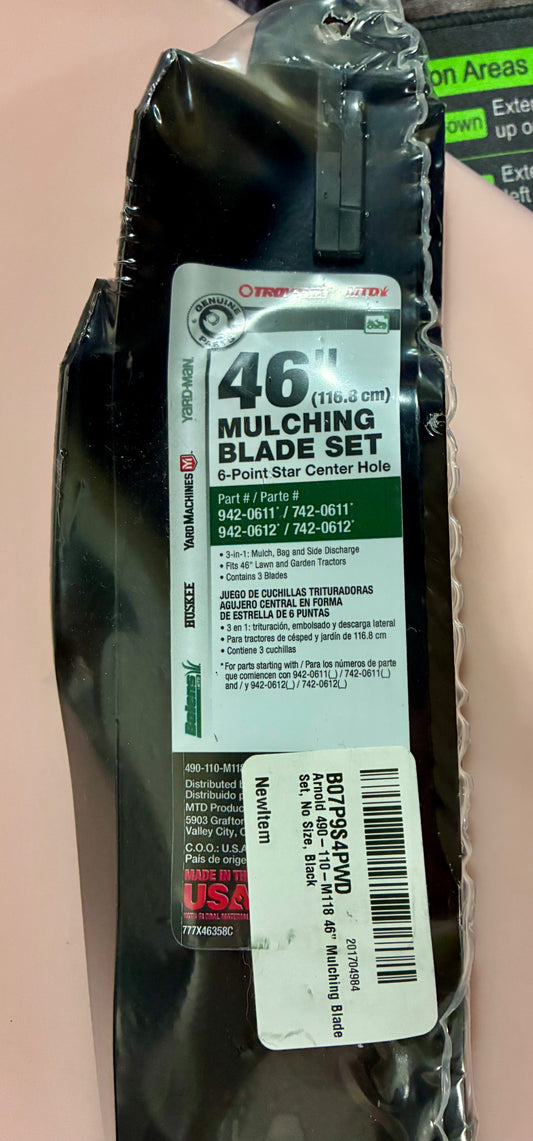 on Areas
own
Exte
up o
Exte
left
GENUINE
PARTS
TROY-BILT MTD
46"
(116.8 cm)
MULCHING
BLADE SET
6-Point Star Center Hole
Part # / Parte #
942-0611* / 742-0611*
942-0612* / 742-0612*
• 3-in-1: Mulch, Bag and Side Discharge
• Fits 46" Lawn and Garden Tractors
• Contains 3 Blades
JUEGO DE CUCHILLAS TRITURADORAS
AGUJERO CENTRAL EN FORMA
DE ESTRELLA DE 6 PUNTAS
• 3 en 1: trituración, embolsado y descarga lateral
• Para tractores de césped y jardín de 116.8 cm
• Contiene 3 cuchillas
*For parts starting with / Para los números de parte
que comiencen con 942-0611(_) / 742-0611(_)
and / y 942-0612(_) / 742-0612(_)
YARD-MAN.
YARD MACHINES
HUSKEE
Bolens
490-110-M118
Distributed b
Distribuido p
MTD Produc
5903 Grafton
Valley City, O
C.O.O.: U.S.A
País de orige
MADE IN TH
USA
WITH GLOBAL MATERIALS
777X46358C
B07P9S4PWD
201704984
Arnold 490-110-M118 46" Mulching Blade
Set, No Size, Black
NewItem